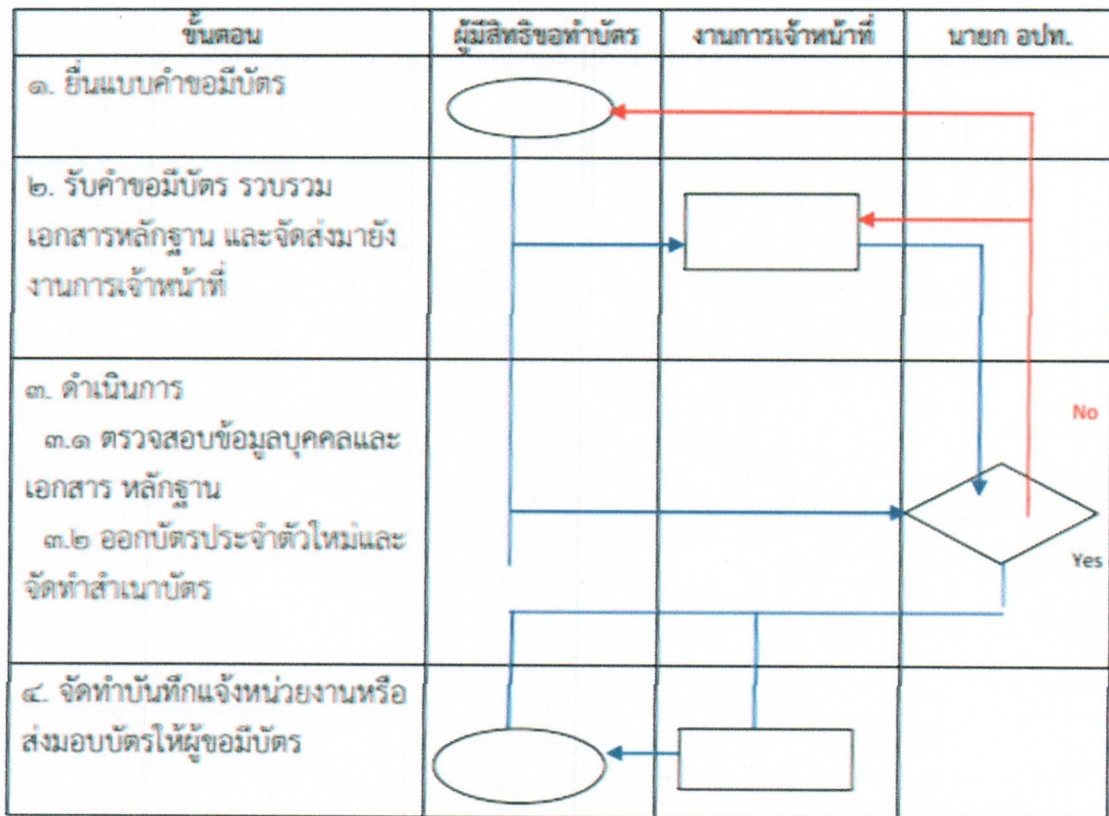 ขั้นตอน ผู้มีสิทธิขอทำบัตร งานการเจ้าหน้าที่ นายก อปท.
๑. ยื่นแบบคำขอมีบัตร
๒. รับคำขอมีบัตร รวบรวม
เอกสารหลักฐาน และจัดส่งมายัง
งานการเจ้าหน้าที่
๓. ดำเนินการ
๓.๑ ตรวจสอบข้อมูลบุคคลและ
เอกสาร หลักฐาน
๓.๒ ออกบัตรประจำตัวใหม่และ
จัดทำสำเนาบัตร
No
Yes
๔. จัดทำบันทึกแจ้งหน่วยงานหรือ
ส่งมอบบัตรให้ผู้ขอมีบัตร